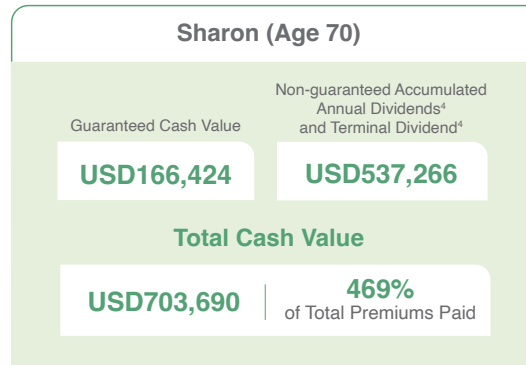 Sharon (Age 70)
Guaranteed Cash Value
Non-guaranteed Accumulated
Annual Dividends⁴
and Terminal Dividend⁴
USD166,424
USD537,266
Total Cash Value
USD703,690
469%
of Total Premiums Paid